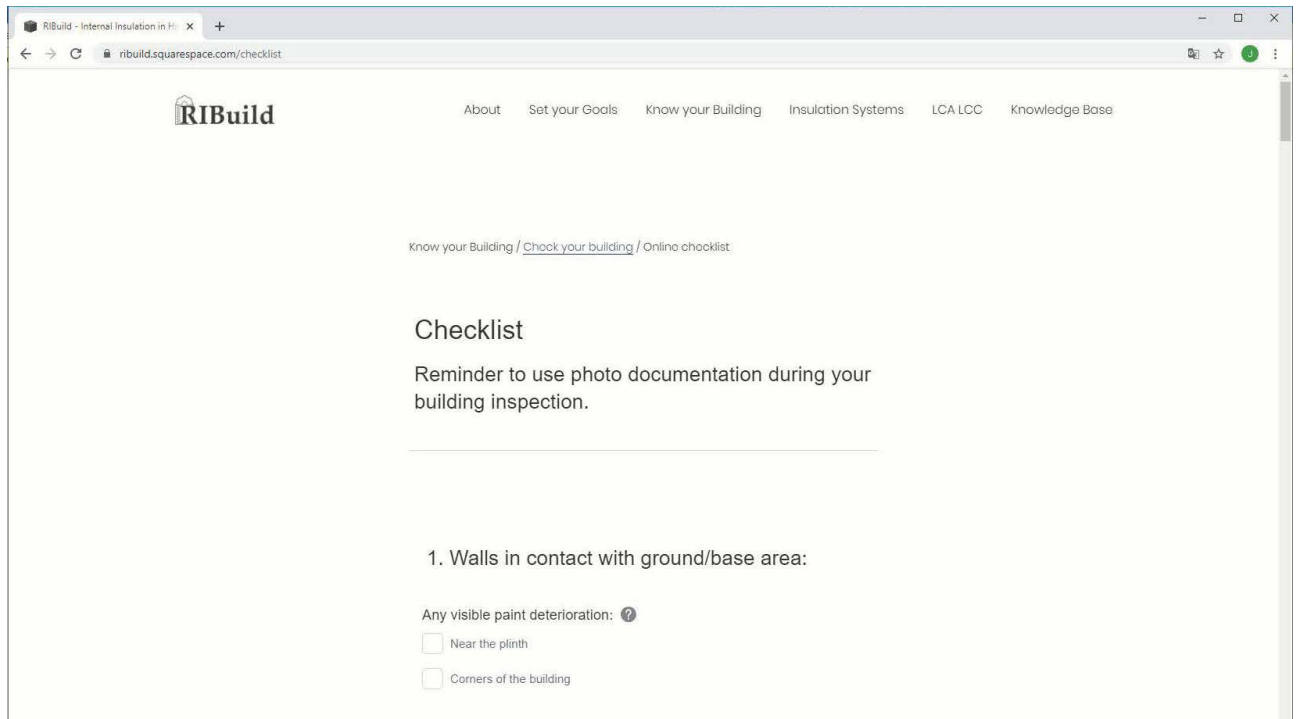 RIBuild - Internal Insulation in Hi
ribuild.squarespace.com/checklist
J
RIBuild
About Set your Goals Know your Building Insulation Systems LCA LCC Knowledge Base
Know your Building / Check your building / Online checklist
Checklist
Reminder to use photo documentation during your
building inspection.
1. Walls in contact with ground/base area:
Any visible paint deterioration: ?
Near the plinth
Corners of the building